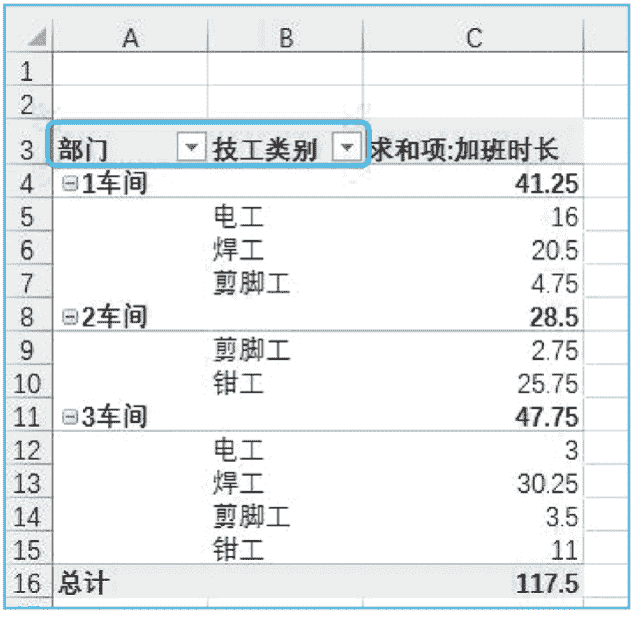 A B C
1
2
3 部门 技工类别 求和项:加班时长
4 1车间 41.25
5 电工 16
6 焊工 20.5
7 剪脚工 4.75
8 2车间 28.5
9 剪脚工 2.75
10 钳工 25.75
11 3车间 47.75
12 电工 3
13 焊工 30.25
14 剪脚工 3.5
15 钳工 11
16 总计 117.5